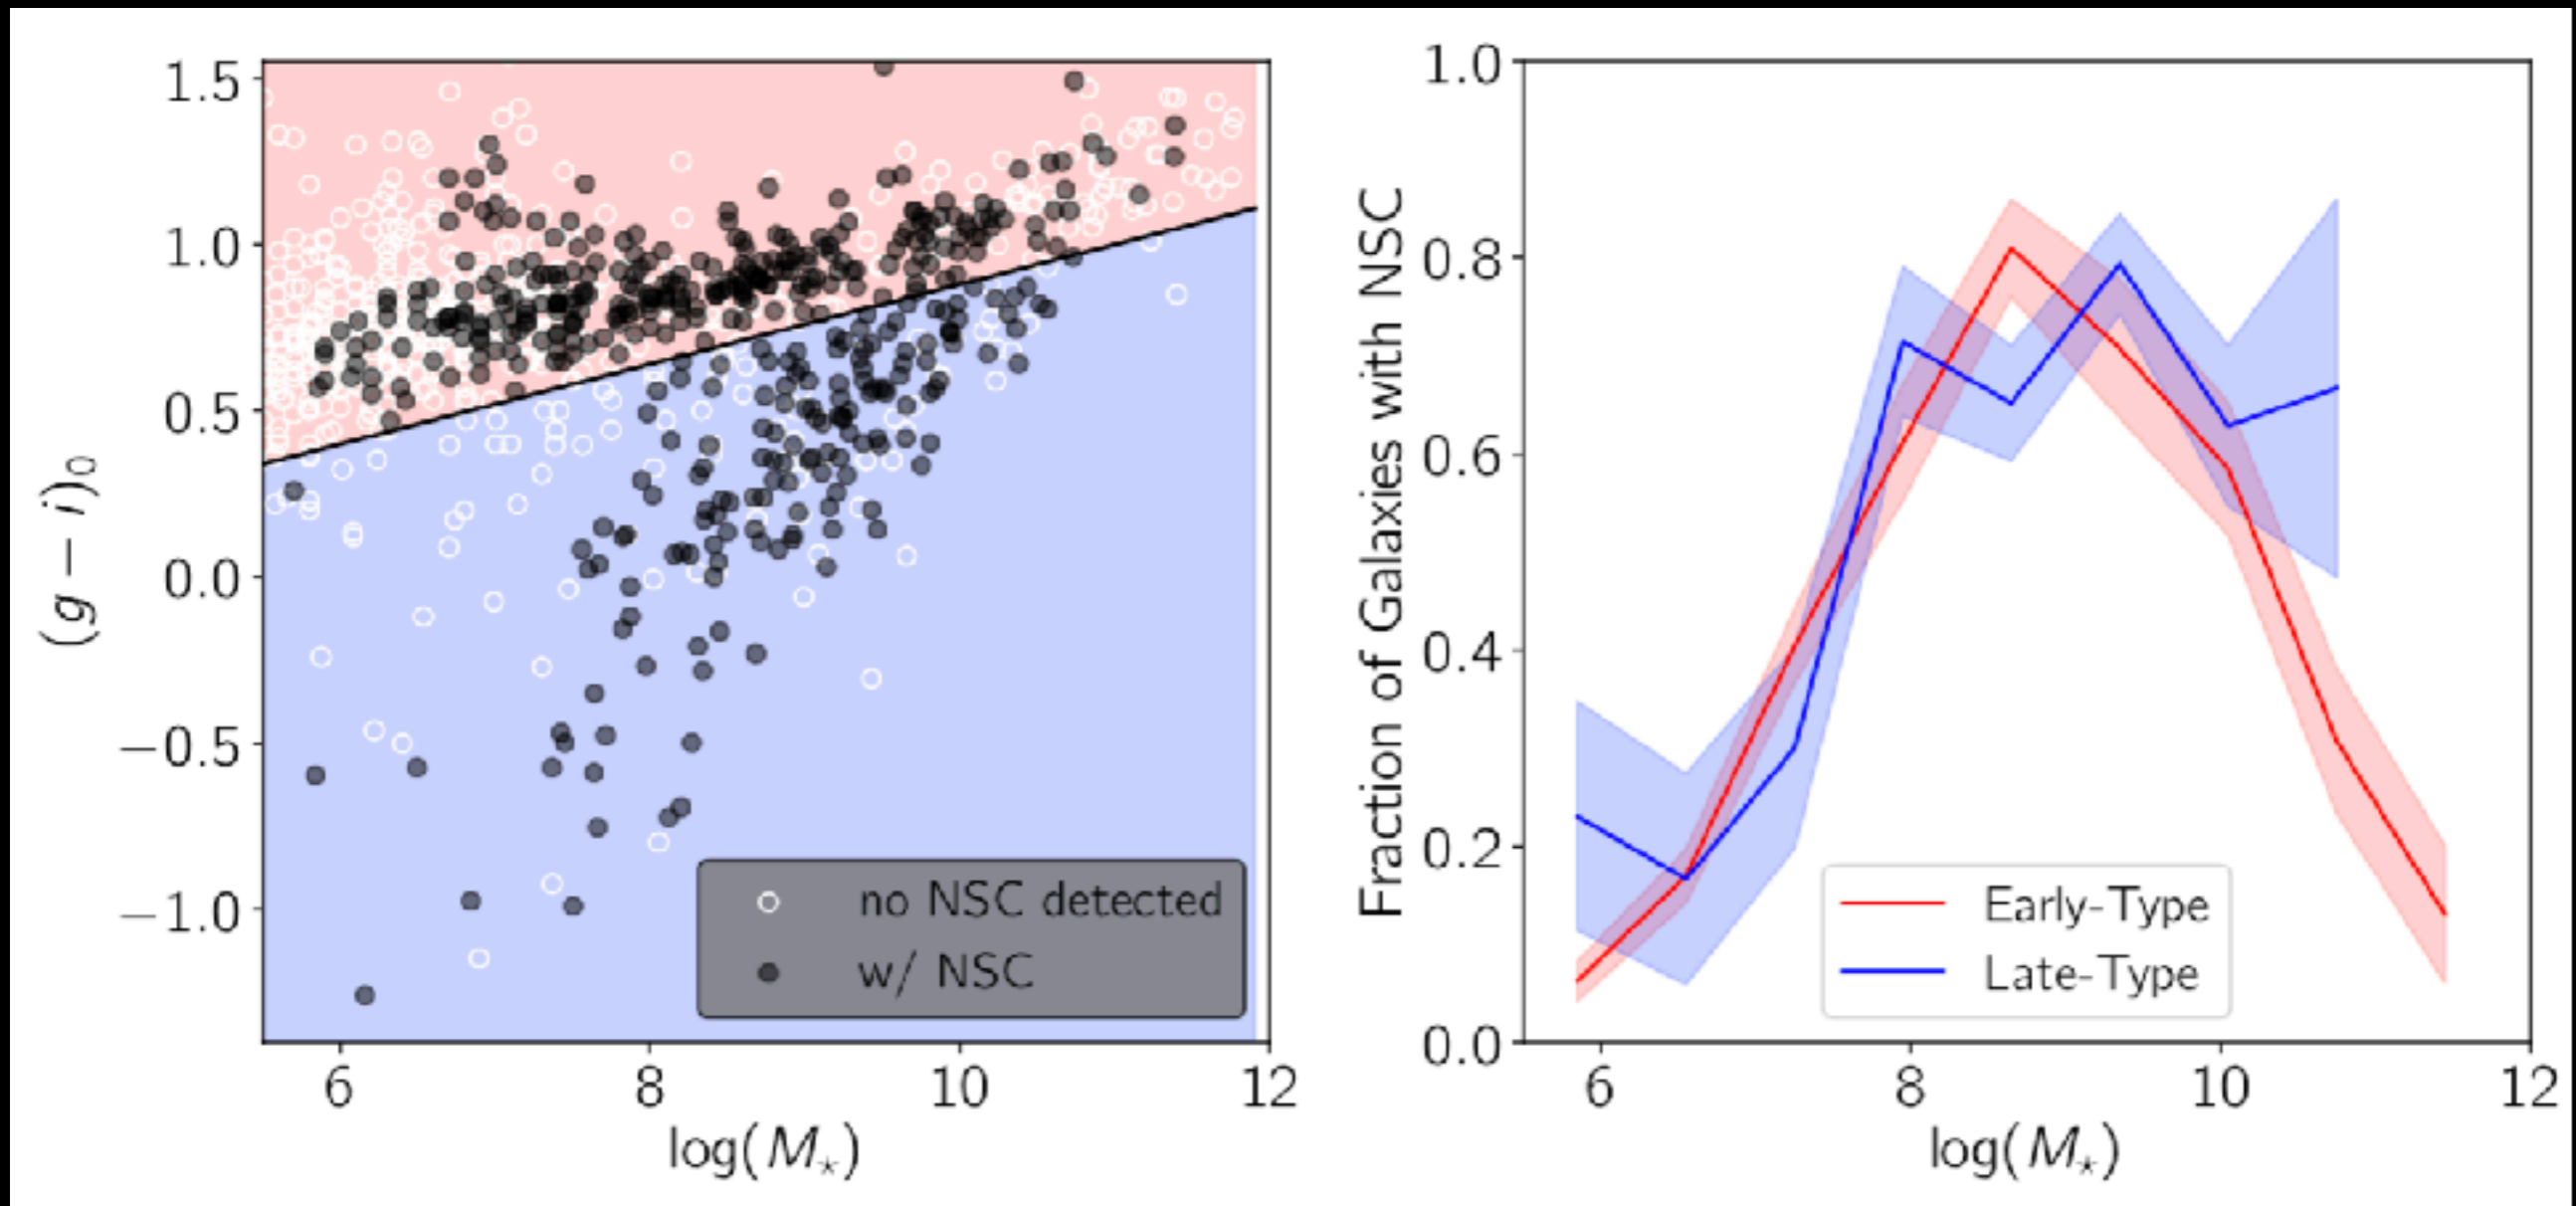 1.5
1.0
0.5
0.0
−0.5
−1.0
(g − i)₀
no NSC detected
w/ NSC
6 8 10 12
log(M⋆)
1.0
0.8
0.6
0.4
0.2
0.0
Fraction of Galaxies with NSC
Early-Type
Late-Type
6 8 10 12
log(M⋆)